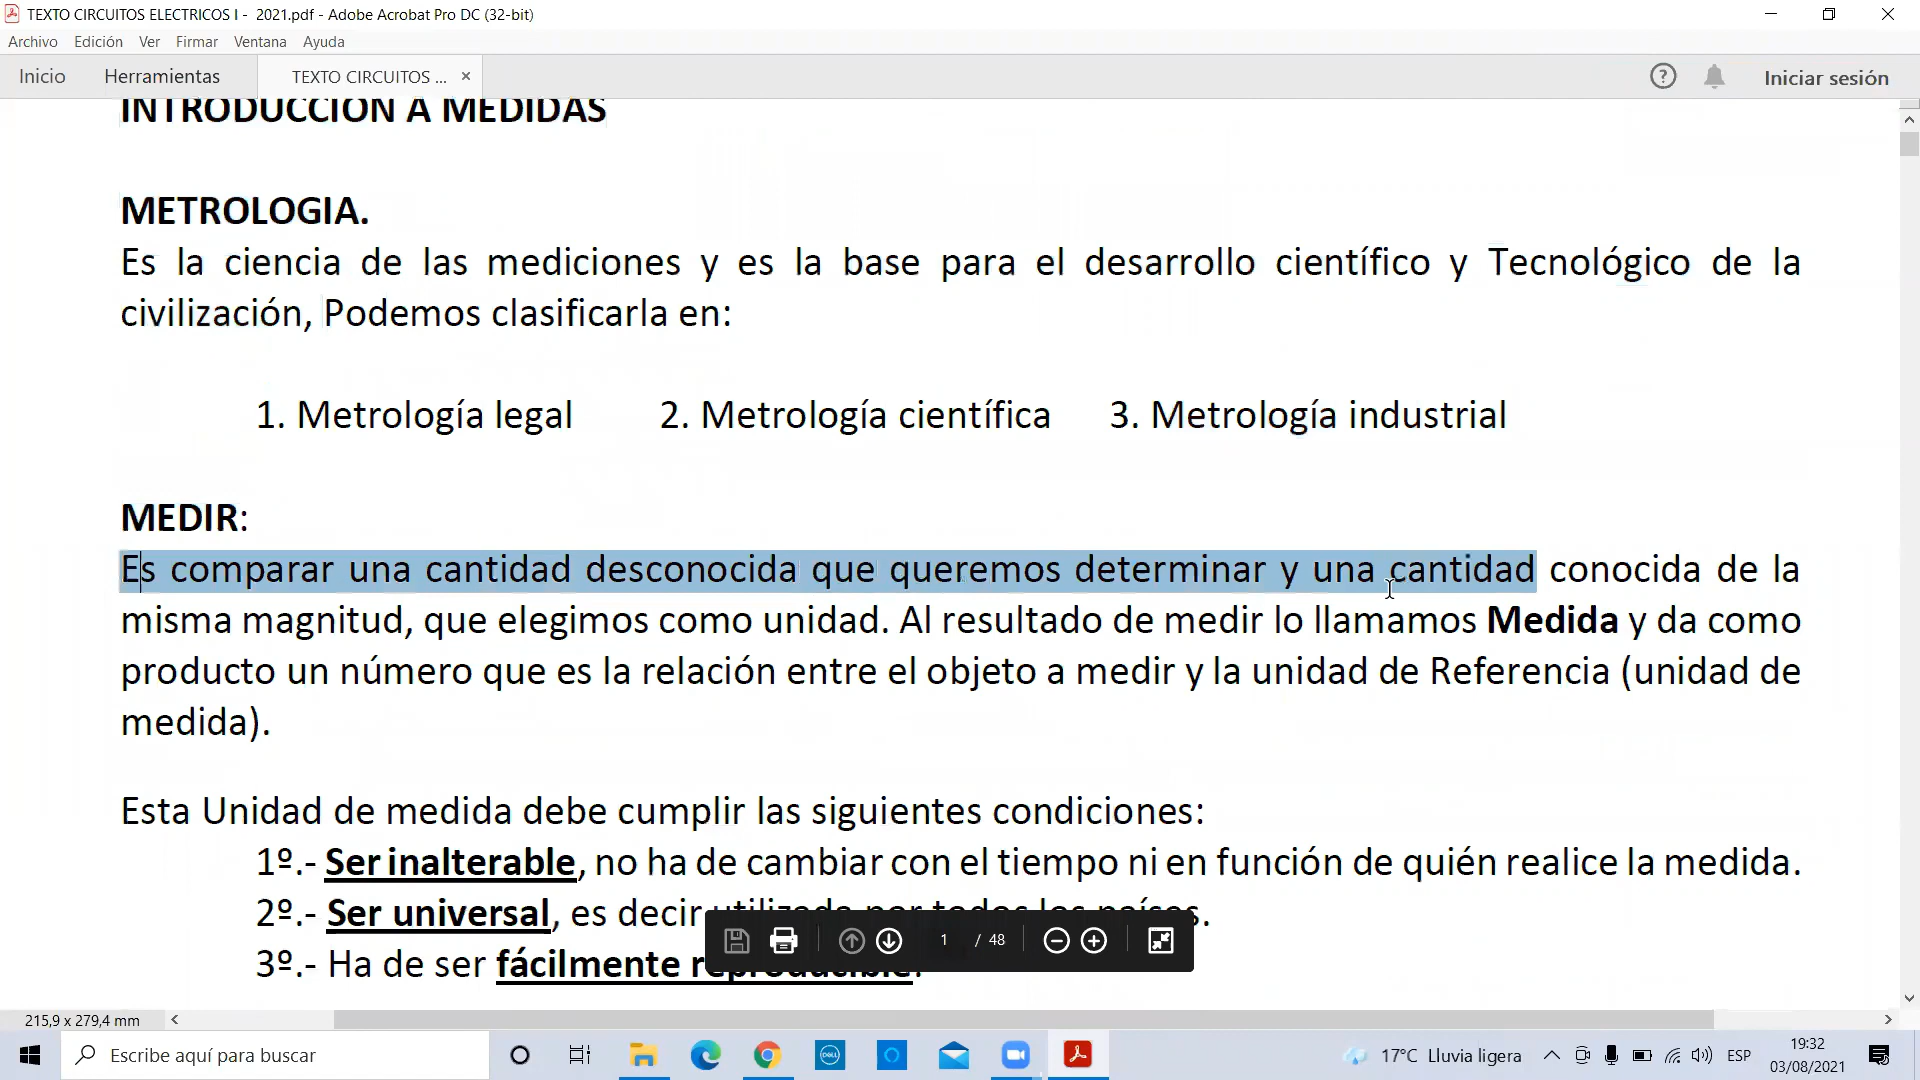 TEXTO CIRCUITOS ELECTRICOS I -  2021.pdf - Adobe Acrobat Pro DC (32-bit)
Archivo Edición Ver Firmar Ventana Ayuda
Inicio Herramientas TEXTO CIRCUITOS ... × ? Iniciar sesión
INTRODUCCION A MEDIDAS
METROLOGIA.
Es la ciencia de las mediciones y es la base para el desarrollo científico y Tecnológico de la
civilización, Podemos clasificarla en:
1. Metrología legal 2. Metrología científica 3. Metrología industrial
MEDIR:
Es comparar una cantidad desconocida que queremos determinar y una cantidad conocida de la
misma magnitud, que elegimos como unidad. Al resultado de medir lo llamamos Medida y da como
producto un número que es la relación entre el objeto a medir y la unidad de Referencia (unidad de
medida).
Esta Unidad de medida debe cumplir las siguientes condiciones:
1º.- Ser inalterable, no ha de cambiar con el tiempo ni en función de quién realice la medida.
2º.- Ser universal, es decir utilizada por todos los países.
3º.- Ha de ser fácilmente reproducible.
1 / 48
215,9 x 279,4 mm
Escribe aquí para buscar
DELL
17°C Lluvia ligera ESP
19:32
03/08/2021